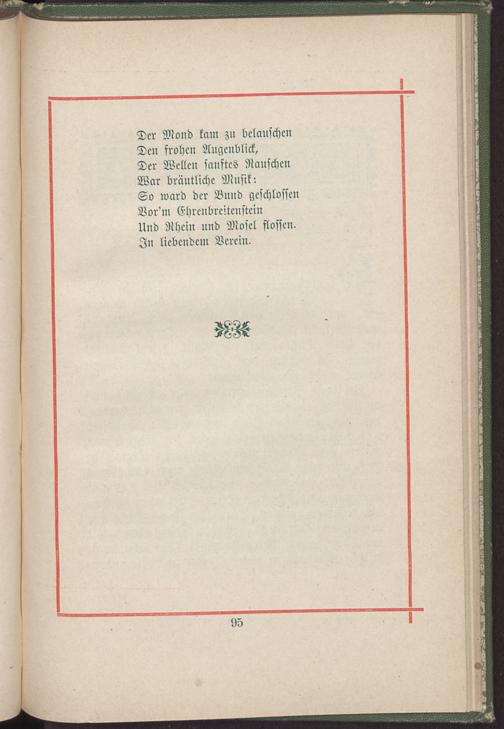 Der Mond kam zu belauschen
Den frohen Augenblick,
Der Wellen sanftes Rauschen
War bräutliche Musik:
So ward der Bund geschlossen
Vor'm Ehrenbreitenstein
Und Rhein und Mosel flossen.
In liebendem Verein.
95